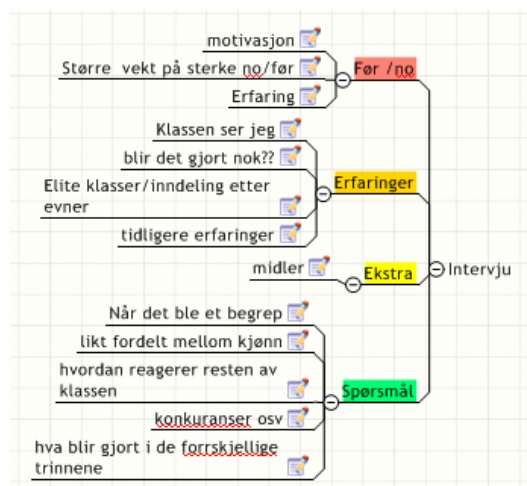 motivasjon
Større vekt på sterke no/før
Erfaring
Før /no
Klassen ser jeg
blir det gjort nok??
Elite klasser/inndeling etter
evner
tidligere erfaringer
Erfaringer
midler
Ekstra
Intervju
Når det ble et begrep
likt fordelt mellom kjønn
hvordan reagerer resten av
klassen
konkuranser osv
hva blir gjort i de forrskjellige
trinnene
Spørsmål